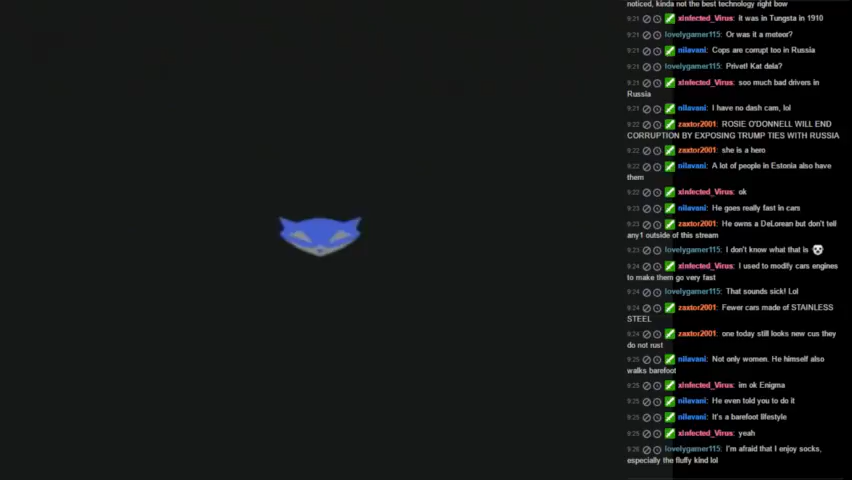 noticed, kinda not the best technology right bow
9:21 xInfected_Virus: it was in Tungsta in 1910
9:21 lovelygamer115: Or was it a meteor?
9:21 nilavani: Cops are corrupt too in Russia
9:21 lovelygamer115: Privet! Kat dela?
9:21 xInfected_Virus: soo much bad drivers in
Russia
9:21 nilavani: I have no dash cam, lol
9:22 zaxtor2001: ROSIE O'DONNELL WILL END
CORRUPTION BY EXPOSING TRUMP TIES WITH RUSSIA
9:22 zaxtor2001: she is a hero
9:22 nilavani: A lot of people in Estonia also have
them
9:22 xInfected_Virus: ok
9:23 nilavani: He goes really fast in cars
9:23 zaxtor2001: He owns a DeLorean but don't tell
any1 outside of this stream
9:23 lovelygamer115: I don't know what that is
9:24 xInfected_Virus: I used to modify cars engines
to make them go very fast
9:24 lovelygamer115: That sounds sick! Lol
9:24 zaxtor2001: Fewer cars made of STAINLESS
STEEL
9:24 zaxtor2001: one today still looks new cus they
do not rust
9:25 nilavani: Not only women. He himself also
walks barefoot
9:25 xInfected_Virus: im ok Enigma
9:25 nilavani: He even told you to do it
9:25 nilavani: It's a barefoot lifestyle
9:25 xInfected_Virus: yeah
9:26 lovelygamer115: I'm afraid that I enjoy socks,
especially the fluffy kind lol